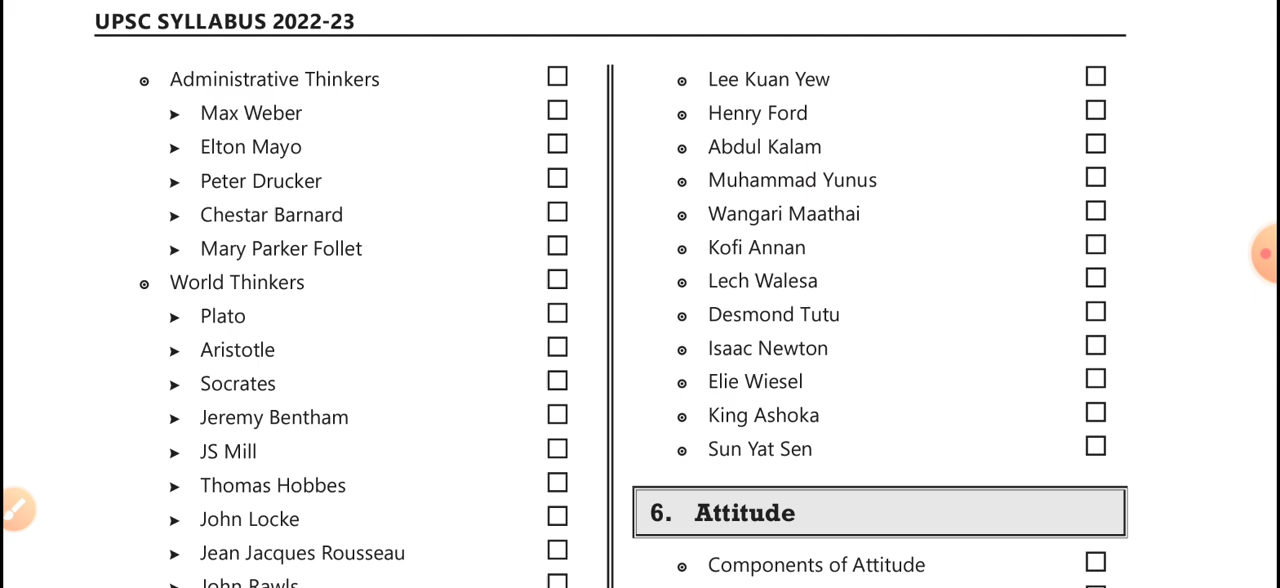 UPSC SYLLABUS 2022-23
Administrative Thinkers
Max Weber
Elton Mayo
Peter Drucker
Chestar Barnard
Mary Parker Follet
World Thinkers
Plato
Aristotle
Socrates
Jeremy Bentham
JS Mill
Thomas Hobbes
John Locke
Jean Jacques Rousseau
John Rawls
Lee Kuan Yew
Henry Ford
Abdul Kalam
Muhammad Yunus
Wangari Maathai
Kofi Annan
Lech Walesa
Desmond Tutu
Isaac Newton
Elie Wiesel
King Ashoka
Sun Yat Sen
6. Attitude
Components of Attitude